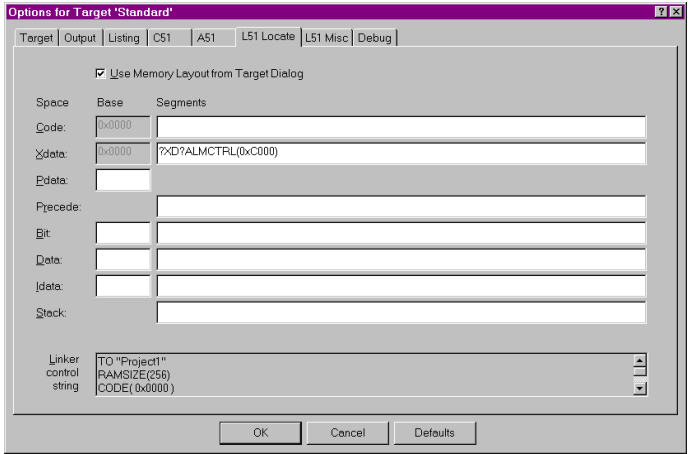 Options for Target 'Standard'
Target Output Listing C51 A51 L51 Locate L51 Misc Debug
Use Memory Layout from Target Dialog
Space Base Segments
Code: 0x0000
Xdata: 0x0000 ?XD?ALMCTRL(0xC000)
Pdata:
Precede:
Bit:
Data:
Idata:
Stack:
Linker control string
TO "Project1"
RAMSIZE(256)
CODE( 0x0000 )
OK Cancel Defaults